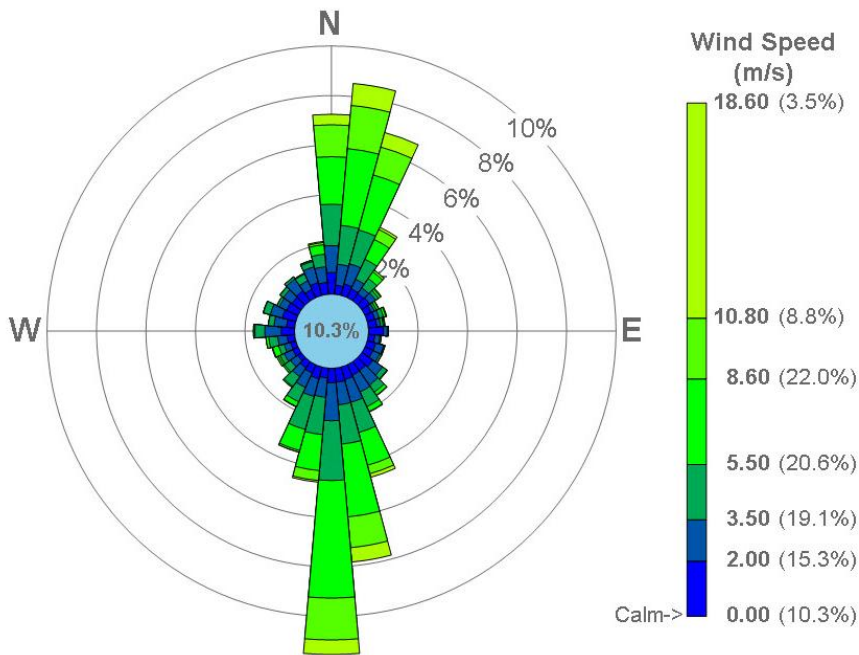 N
Wind Speed
(m/s)
18.60 (3.5%)
10%
8%
6%
4%
2%
W
10.3%
E
10.80 (8.8%)
8.60 (22.0%)
5.50 (20.6%)
3.50 (19.1%)
2.00 (15.3%)
Calm-> 0.00 (10.3%)